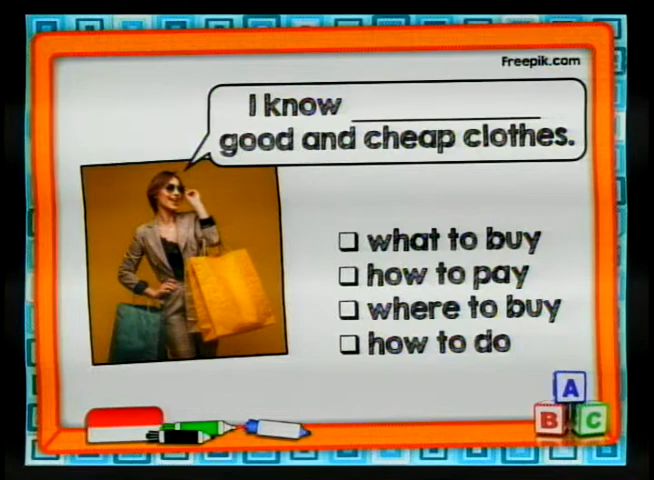 Freepik.com
I know ____________________
good and cheap clothes.
❑ what to buy
❑ how to pay
❑ where to buy
❑ how to do
A
B C